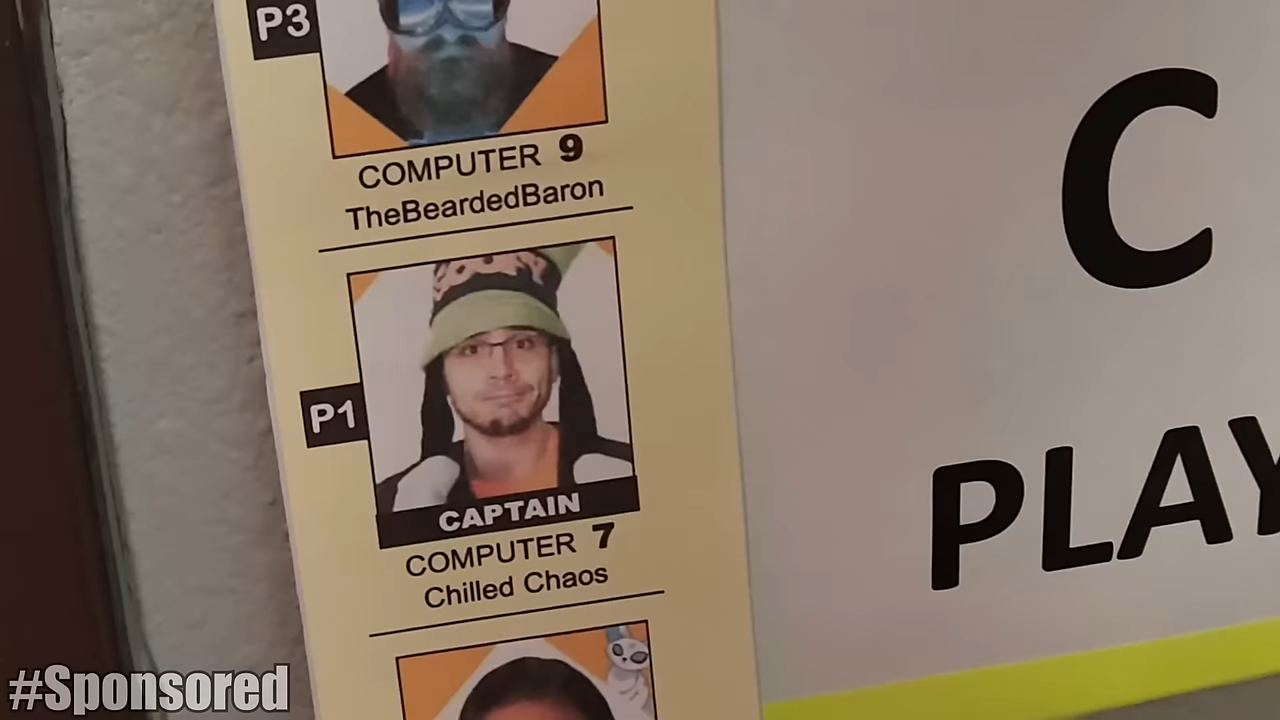 P3
COMPUTER 9
TheBeardedBaron
P1
CAPTAIN
COMPUTER 7
Chilled Chaos
C
PLAY
#Sponsored